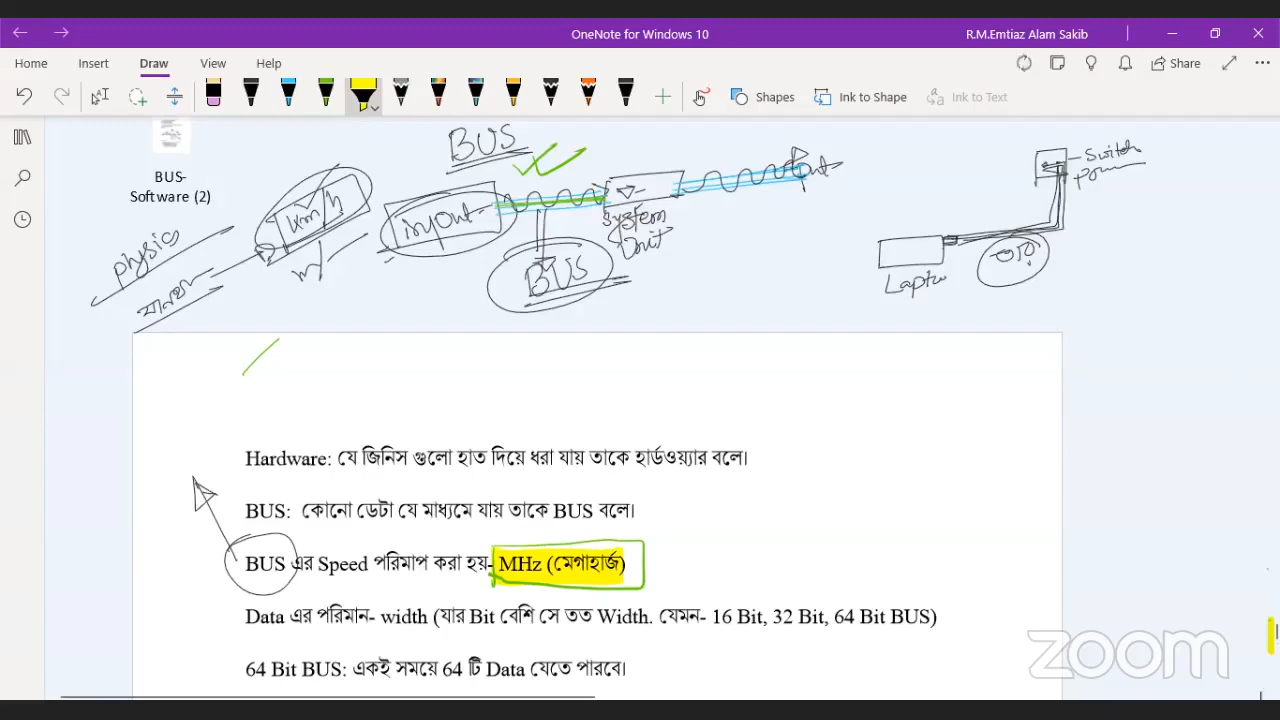 OneNote for Windows 10
R.M.Emtiaz Alam Sakib
Home Insert Draw View Help
Share
Shapes
Ink to Shape
Ink to Text
BUS-
Software (2)
BUS
Switch
Power
physics
input
System
Unit
BUS
তার
Laptop
Hardware: যে জিনিস গুলো হাত দিয়ে ধরা যায় তাকে হার্ডওয়্যার বলে।
BUS: কোনো ডেটা যে মাধ্যমে যায় তাকে BUS বলে।
BUS এর Speed পরিমাপ করা হয়- MHz (মেগাহার্জ)
Data এর পরিমান- width (যার Bit বেশি সে তত Width. যেমন- 16 Bit, 32 Bit, 64 Bit BUS)
64 Bit BUS: একই সময়ে 64 টি Data যেতে পারবে।
zoom